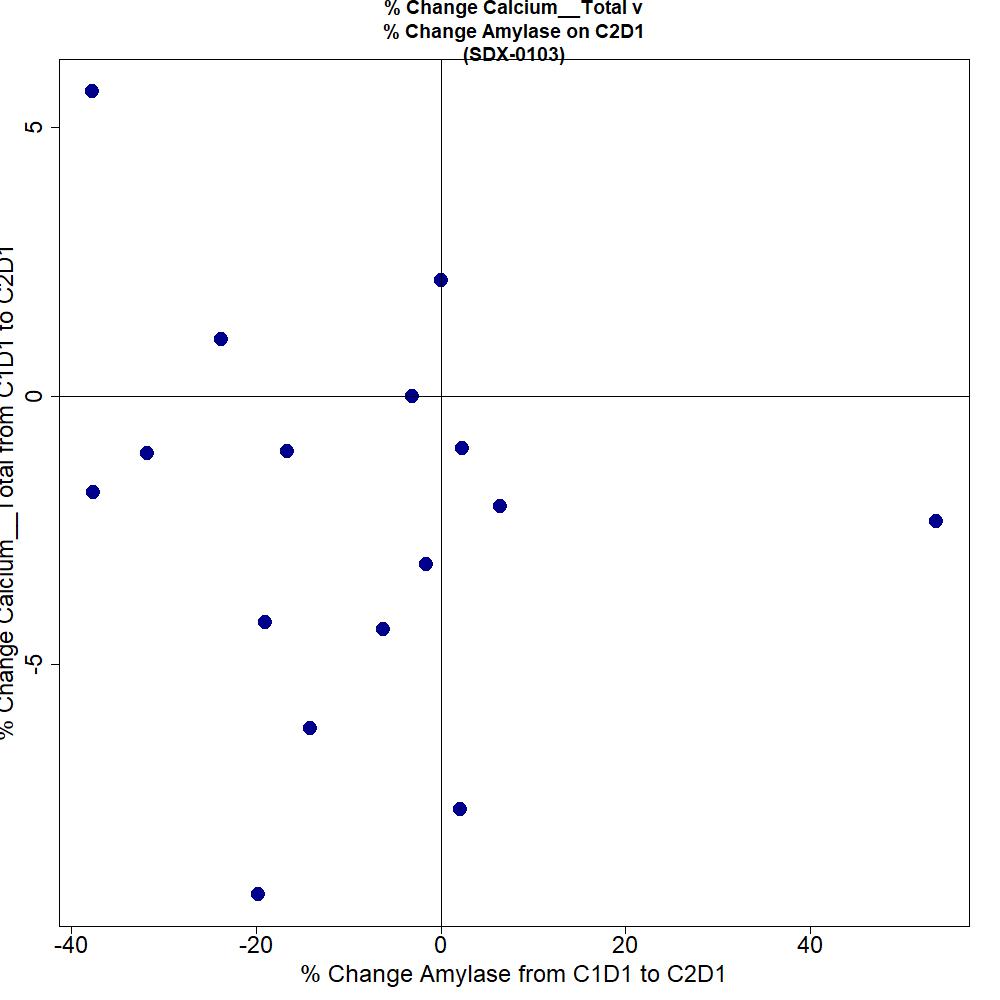 % Change Calcium__Total v
% Change Amylase on C2D1
(SDX-0103)
% Change Calcium__Total from C1D1 to C2D1
5
0
-5
-40
-20
0
20
40
% Change Amylase from C1D1 to C2D1